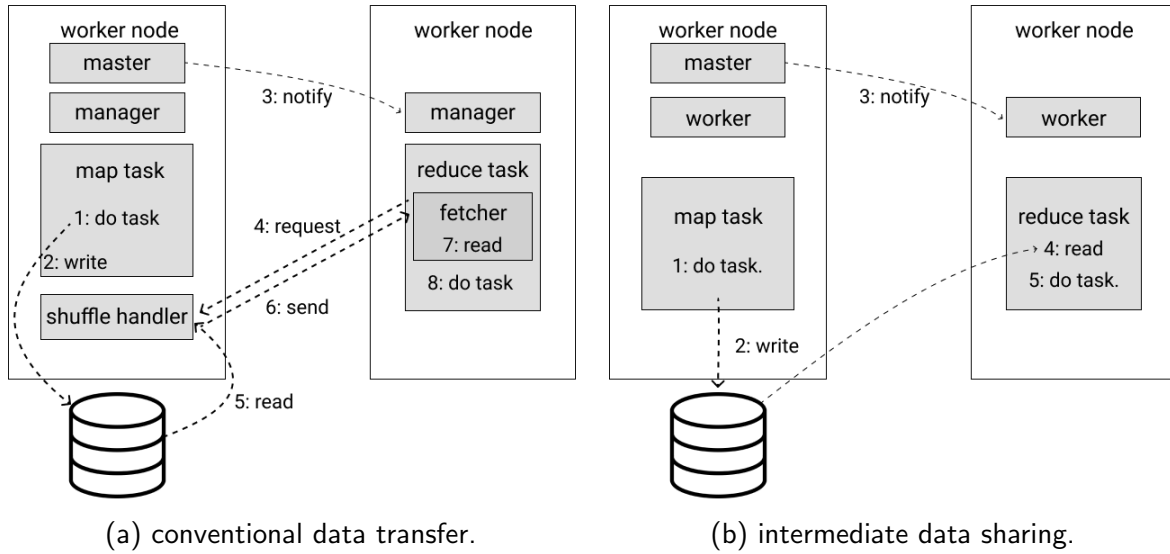 worker node
master
manager
map task
1: do task
2: write
shuffle handler
3: notify
4: request
6: send
5: read
worker node
manager
reduce task
fetcher
7: read
8: do task
(a) conventional data transfer.
worker node
master
worker
map task
1: do task.
2: write
3: notify
worker node
worker
reduce task
4: read
5: do task.
(b) intermediate data sharing.